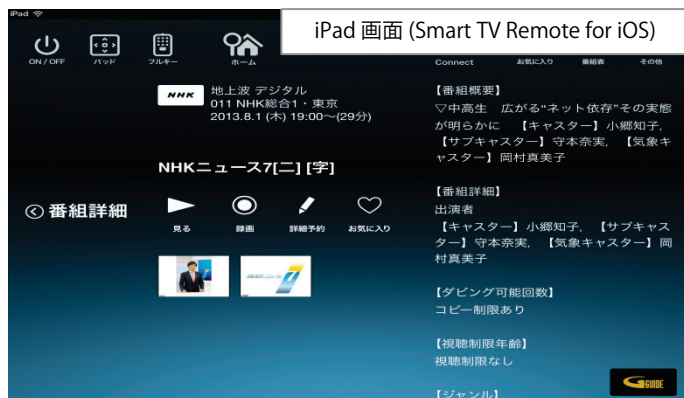 iPad
iPad 画面 (Smart TV Remote for iOS)
ON / OFF
パッド
フルキー
ホーム
Connect
お気に入り
番組表
その他
NHK
地上波 デジタル
011 NHK総合1・東京
2013.8.1 (木) 19:00～(29分)
NHKニュース7[二] [字]
番組詳細
見る
録画
詳細予約
お気に入り
【番組概要】
▽中高生　広がる“ネット依存”その実態
が明らかに　【キャスター】小郷知子,
【サブキャスター】守本奈実,　【気象キ
ャスター】岡村真美子
【番組詳細】
出演者
【キャスター】小郷知子,　【サブキャス
ター】守本奈実,　【気象キャスター】岡
村真美子
【ダビング可能回数】
コピー制限あり
【視聴制限年齢】
視聴制限なし
【ジャンル】
G GUIDE